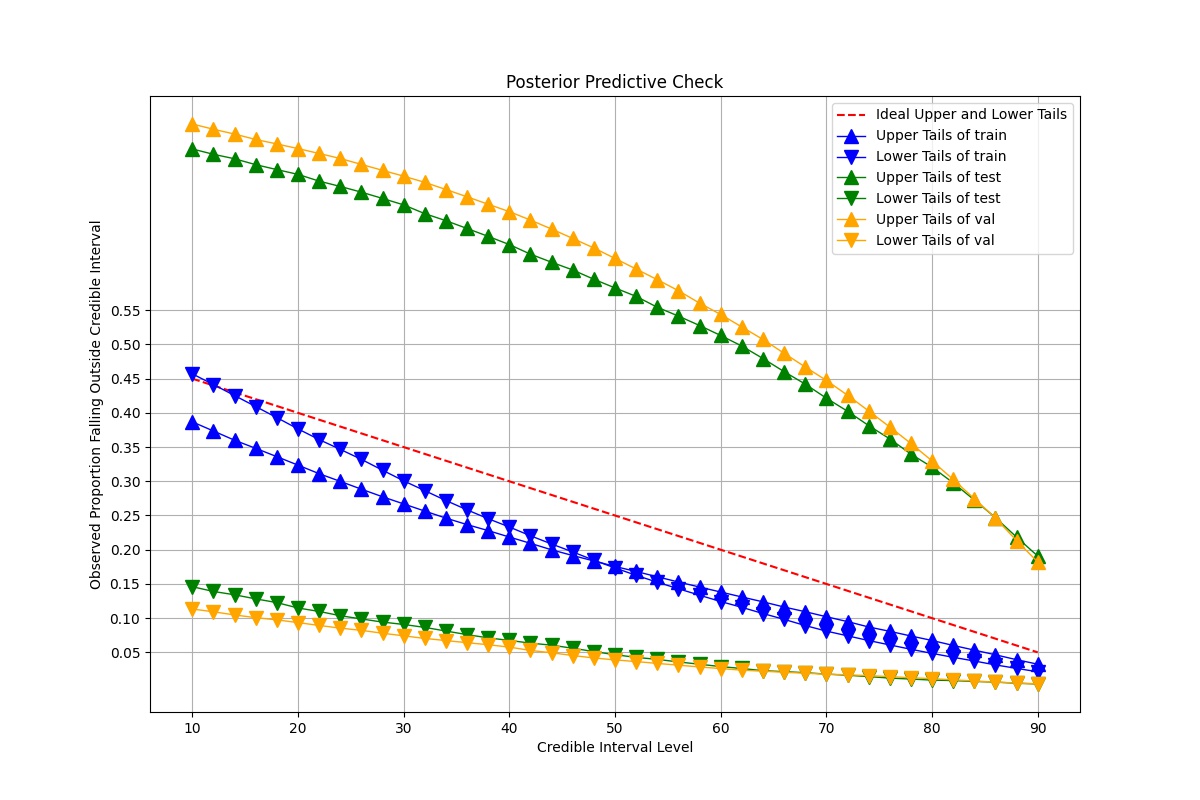 Posterior Predictive Check
Ideal Upper and Lower Tails
Upper Tails of train
Lower Tails of train
Upper Tails of test
Lower Tails of test
Upper Tails of val
Lower Tails of val
Observed Proportion Falling Outside Credible Interval
0.55
0.50
0.45
0.40
0.35
0.30
0.25
0.20
0.15
0.10
0.05
10 20 30 40 50 60 70 80 90
Credible Interval Level